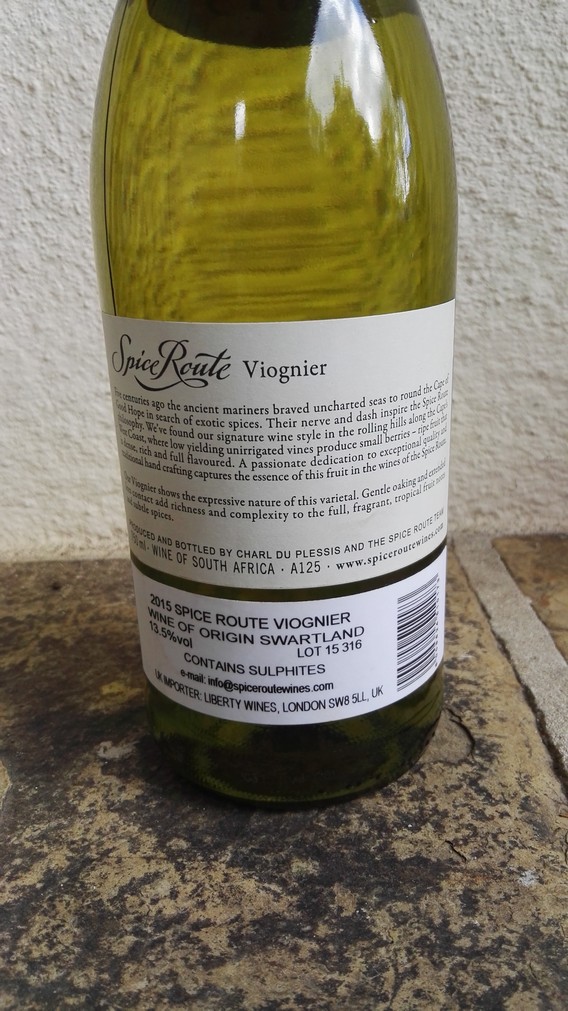 Spice Route Viognier
Five centuries ago the ancient mariners braved uncharted seas to round the Cape of
Good Hope in search of exotic spices. Their nerve and dash inspire the Spice Route
philosophy. We've found our signature wine style in the rolling hills along the Cape's
Coast, where low yielding unirrigated vines produce small berries – ripe fruit that
dense, rich and full flavoured. A passionate dedication to exceptional quality and
hand crafting captures the essence of this fruit in the wines of the Spice Route.
Viognier shows the expressive nature of this varietal. Gentle oaking and extended
contact add richness and complexity to the full, fragrant, tropical fruit
and subtle spices.
PRODUCED AND BOTTLED BY CHARL DU PLESSIS AND THE SPICE ROUTE TEAM
ml · WINE OF SOUTH AFRICA · A125 · www.spiceroutewines.com
2015 SPICE ROUTE VIOGNIER
WINE OF ORIGIN SWARTLAND
13.5%vol LOT 15 316
CONTAINS SULPHITES
e-mail: info@spiceroutewines.com
UK IMPORTER: LIBERTY WINES, LONDON SW8 5LL, UK